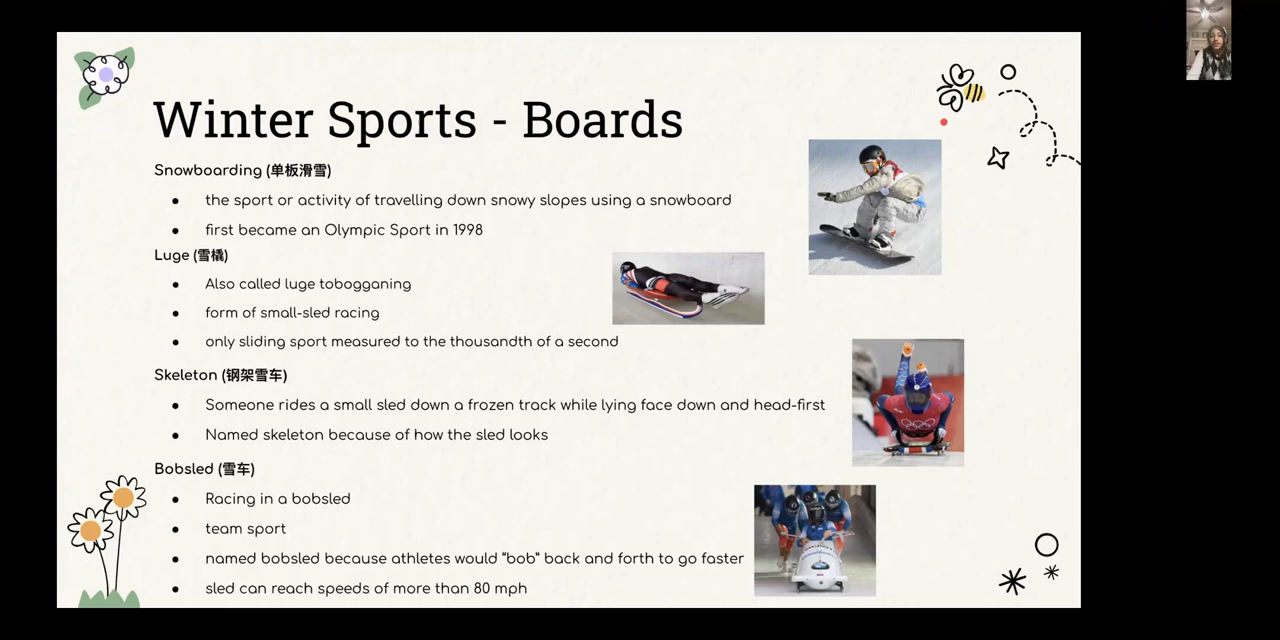 Winter Sports - Boards
Snowboarding (单板滑雪)
● the sport or activity of travelling down snowy slopes using a snowboard
● first became an Olympic Sport in 1998
Luge (雪橇)
● Also called luge tobogganing
● form of small-sled racing
● only sliding sport measured to the thousandth of a second
Skeleton (钢架雪车)
● Someone rides a small sled down a frozen track while lying face down and head-first
● Named skeleton because of how the sled looks
Bobsled (雪车)
● Racing in a bobsled
● team sport
● named bobsled because athletes would “bob” back and forth to go faster
● sled can reach speeds of more than 80 mph